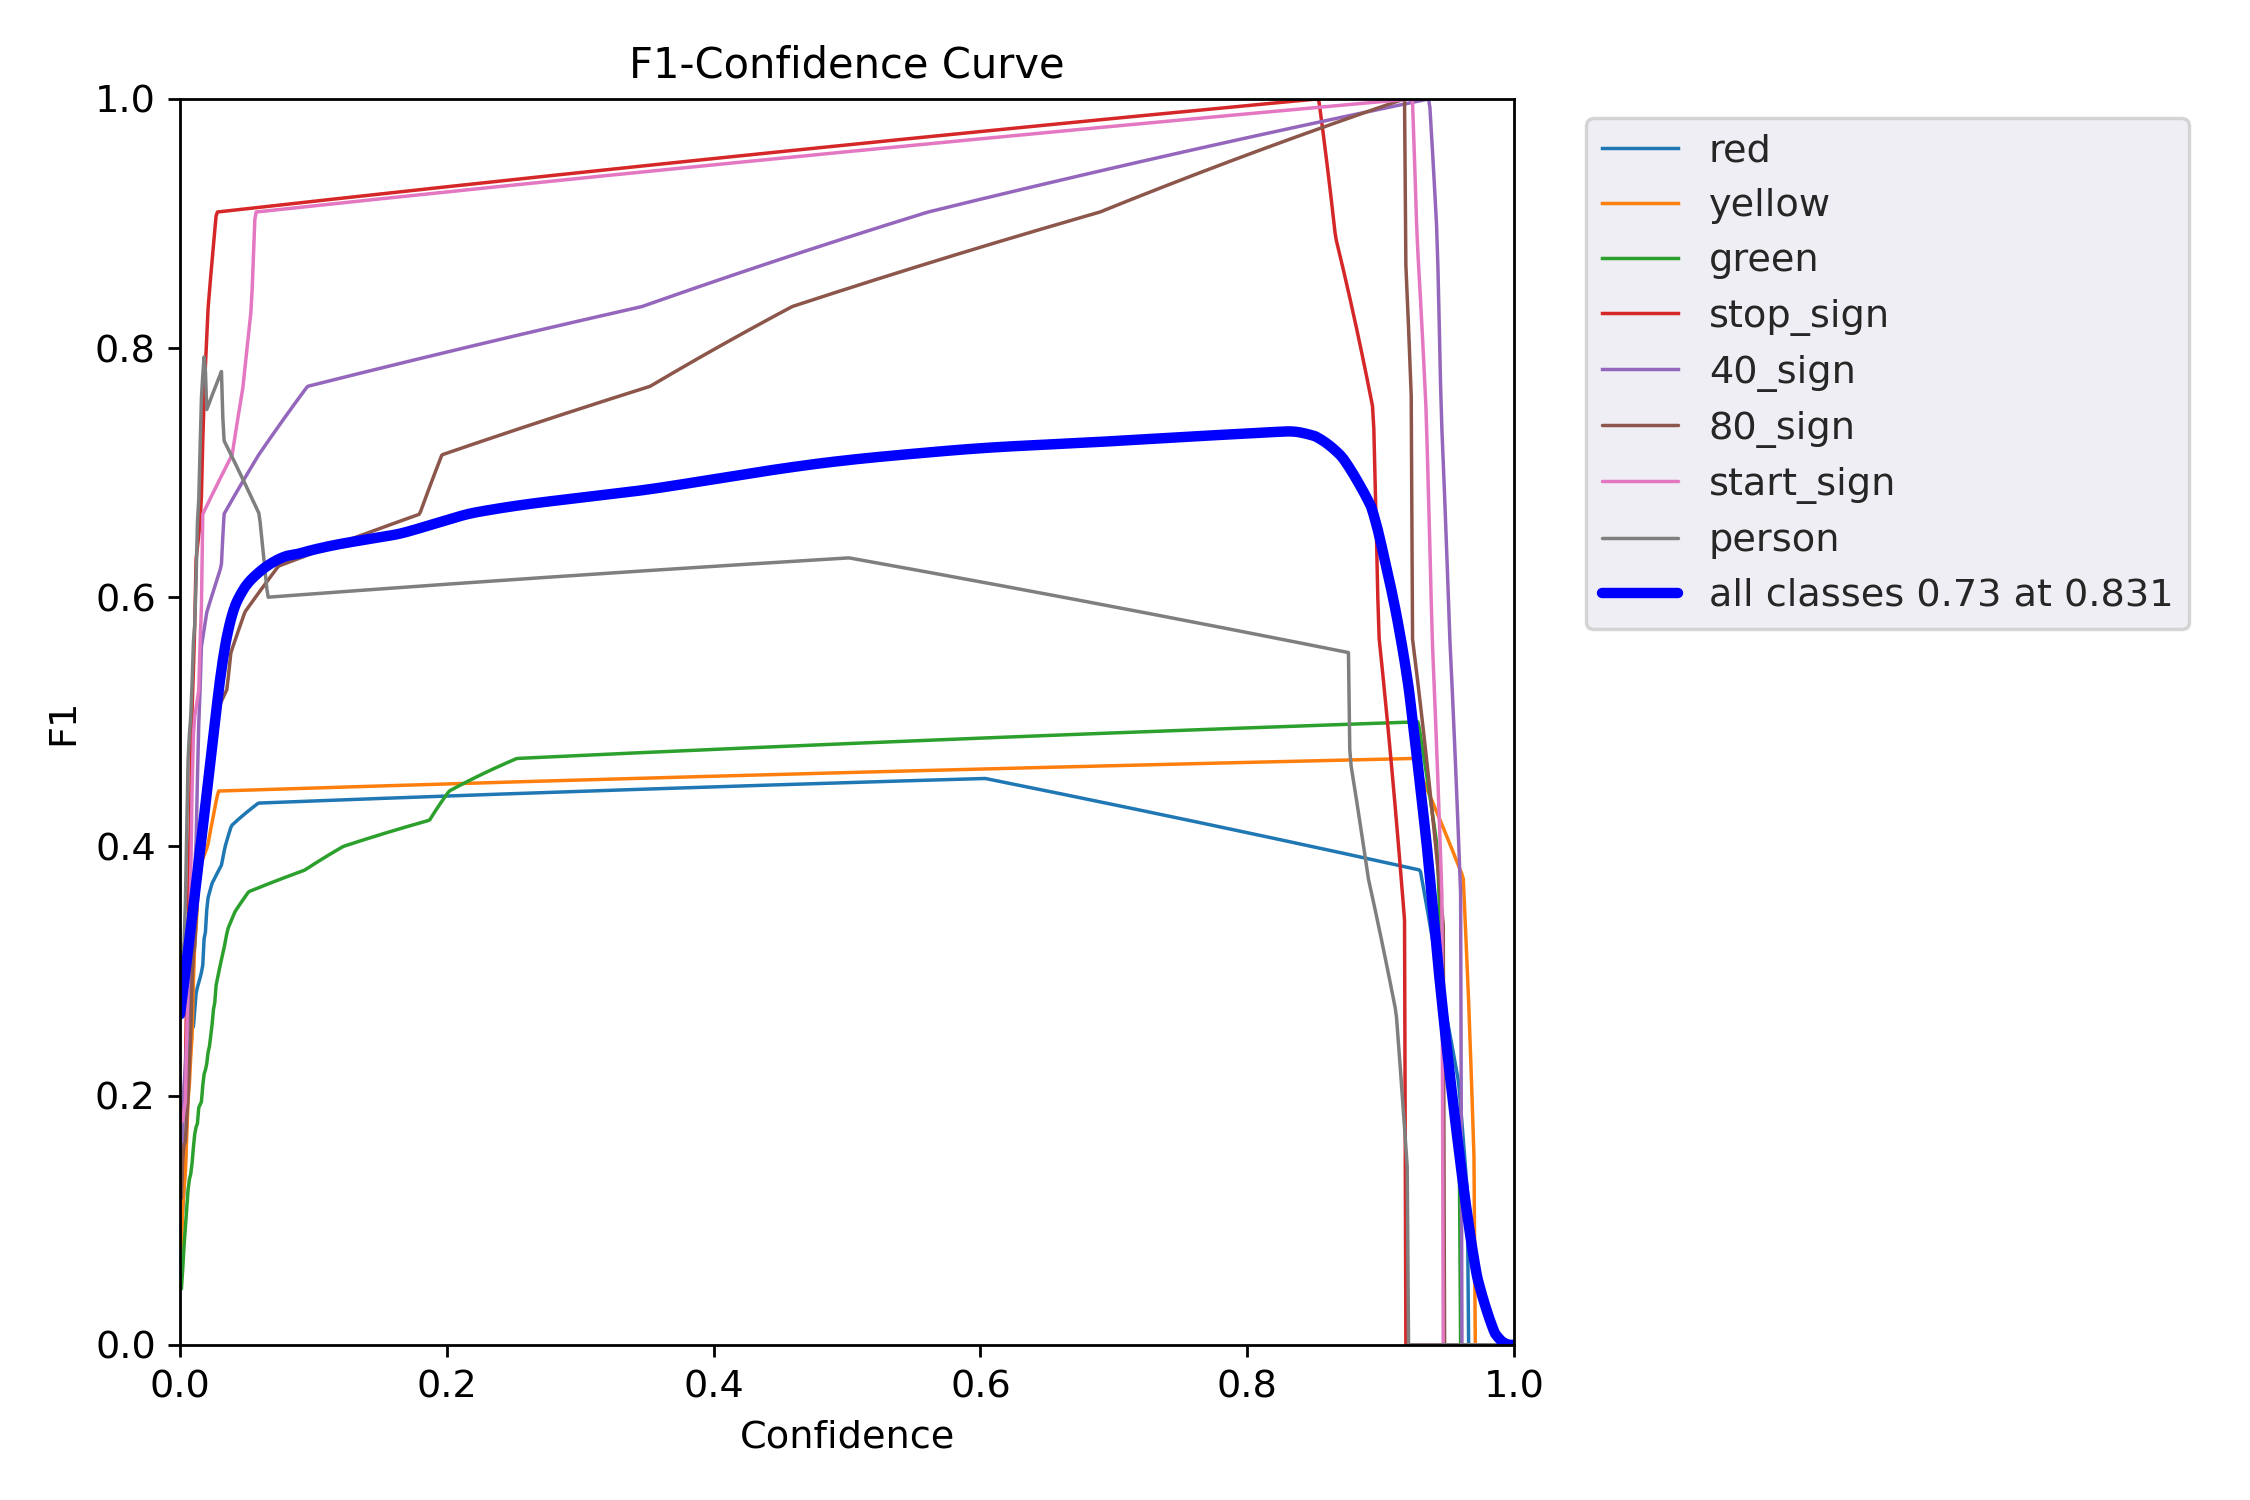 F1-Confidence Curve
1.0
0.8
0.6
0.4
0.2
0.0
F1
0.0 0.2 0.4 0.6 0.8 1.0
Confidence
red
yellow
green
stop_sign
40_sign
80_sign
start_sign
person
all classes 0.73 at 0.831